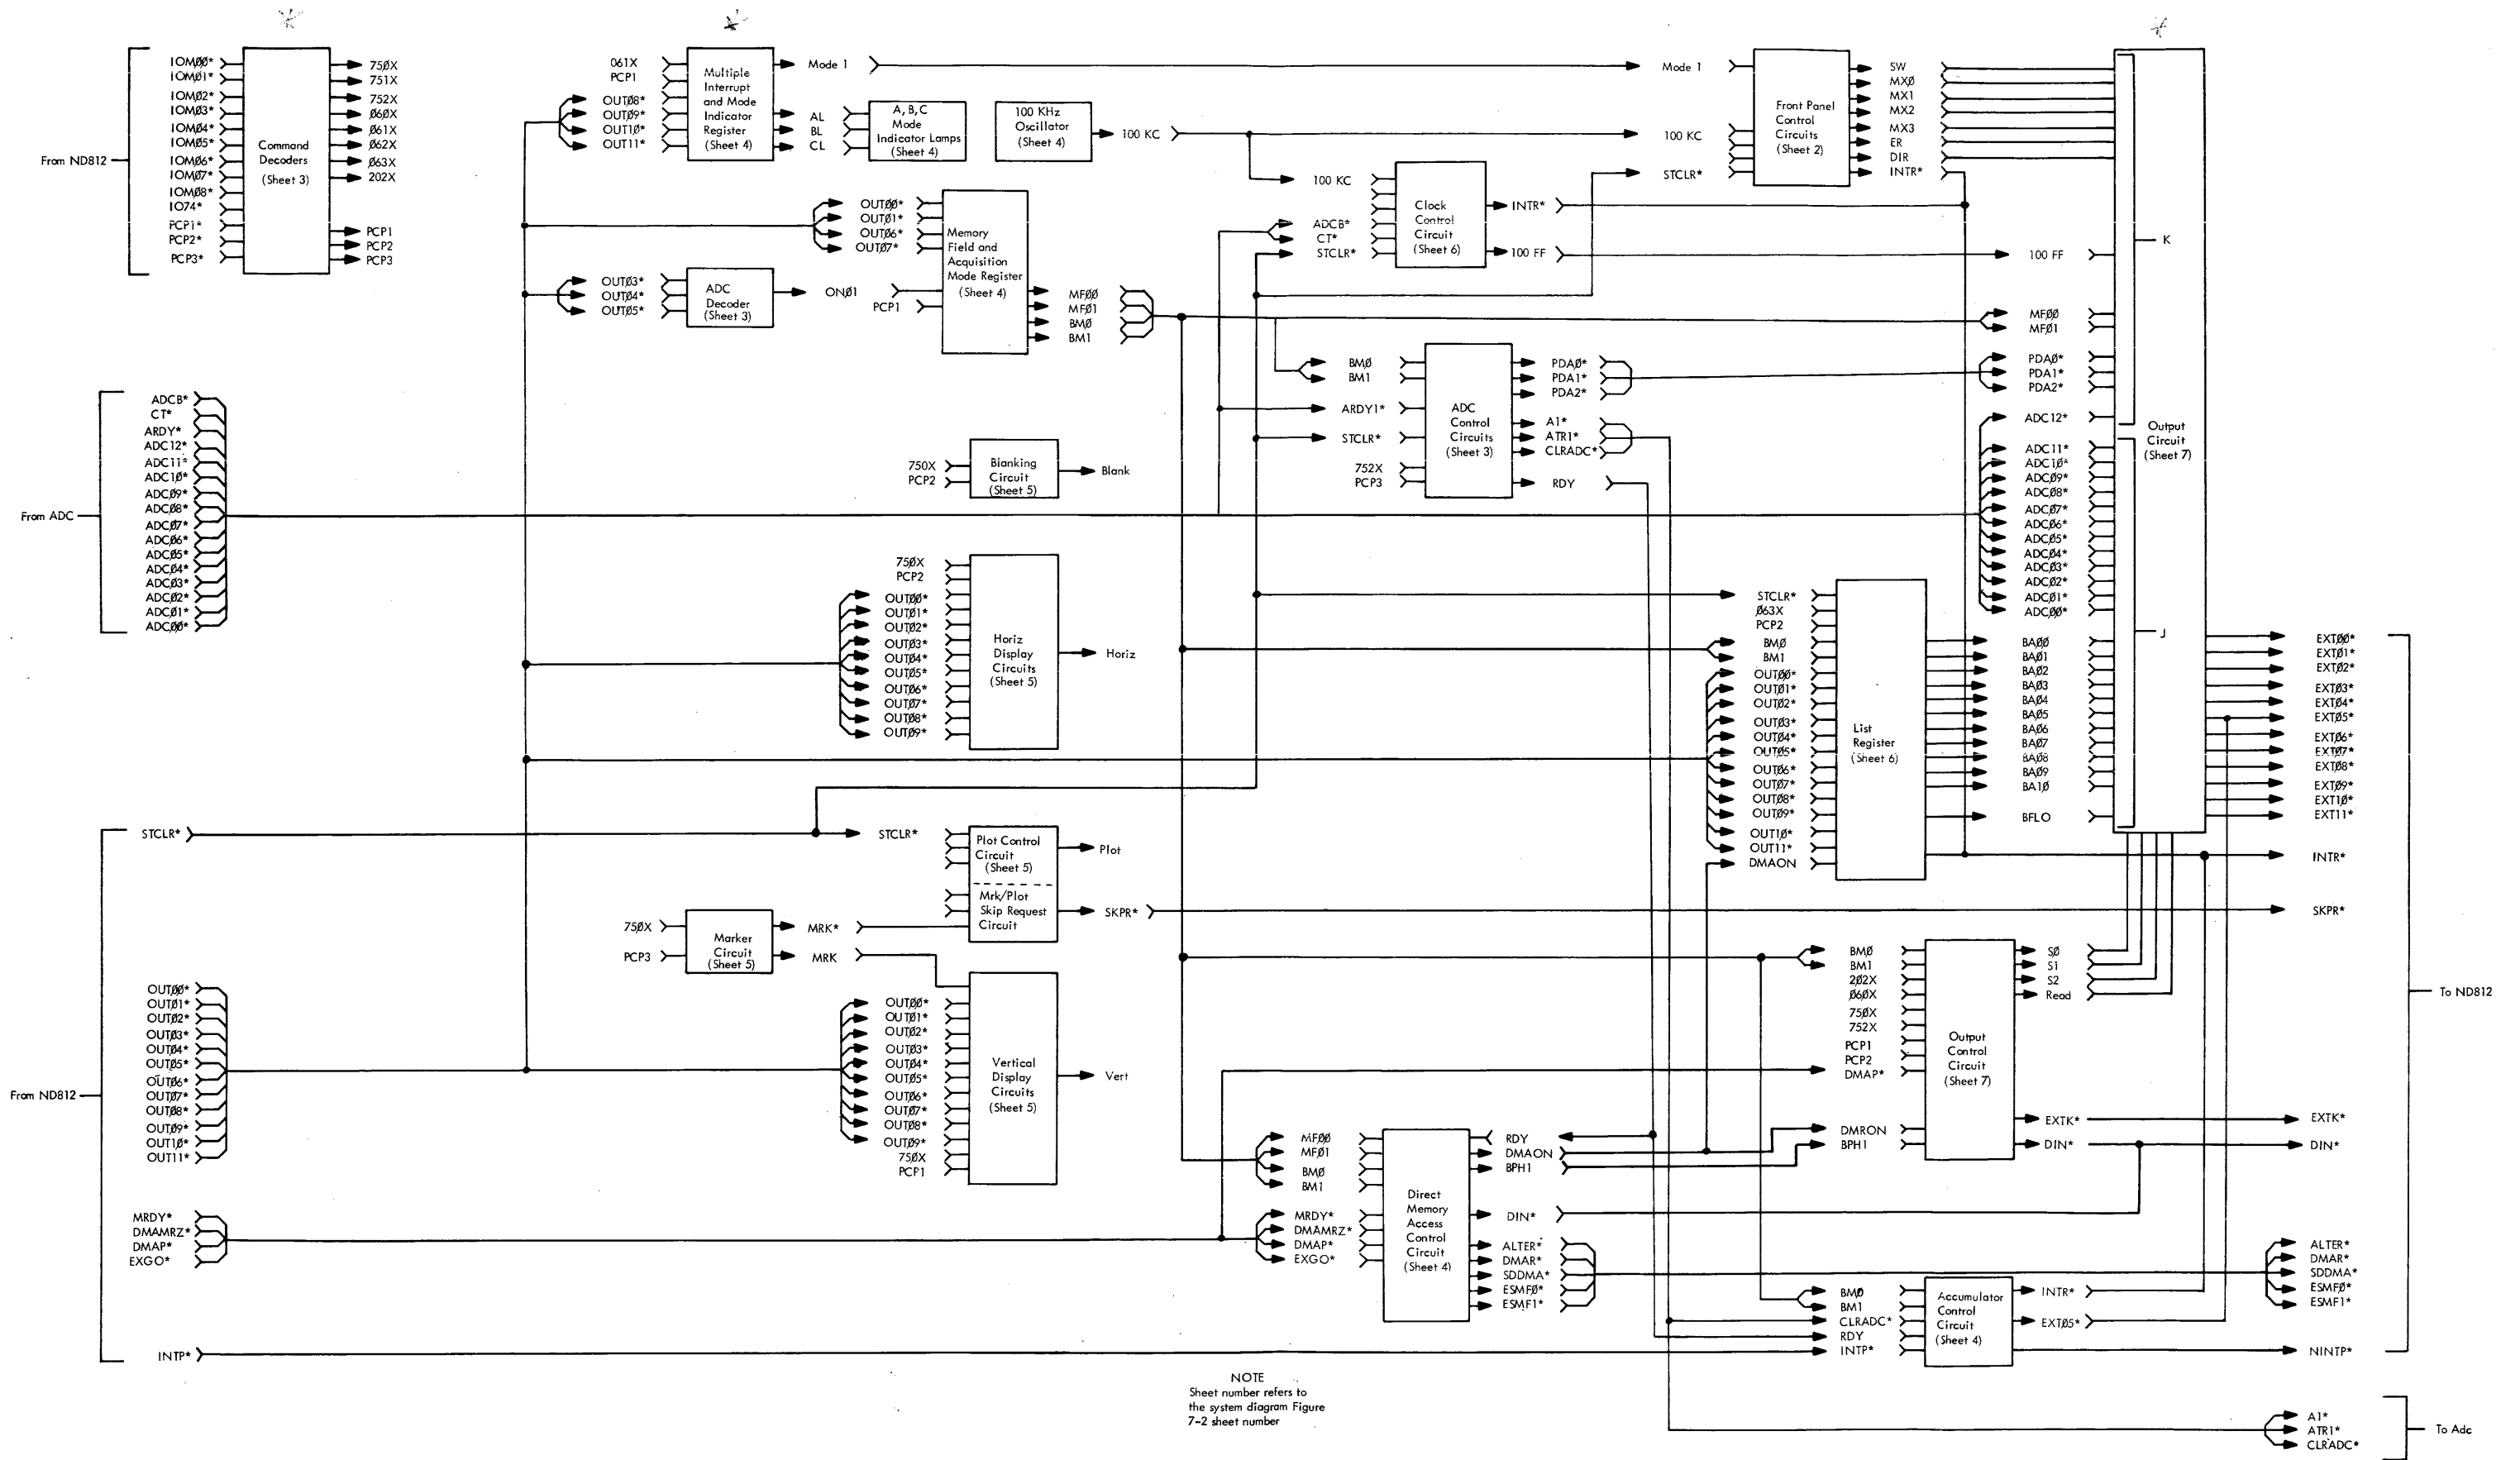 From ND812
IOMØØ*
IOMØ1*
IOMØ2*
IOMØ3*
IOMØ4*
IOMØ5*
IOMØ6*
IOMØ7*
IOMØ8*
IO74*
PCP1*
PCP2*
PCP3*
Command
Decoders
(Sheet 3)
75ØX
751X
752X
Ø6ØX
Ø61X
Ø62X
Ø63X
202X
PCP1
PCP2
PCP3
061X
PCP1
OUTØ8*
OUTØ9*
OUT1Ø*
OUT11*
Multiple
Interrupt
and Mode
Indicator
Register
(Sheet 4)
Mode 1
AL
BL
CL
A,B,C
Mode
Indicator Lamps
(Sheet 4)
100 KHz
Oscillator
(Sheet 4)
100 KC
Mode 1
100 KC
STCLR*
Front Panel
Control
Circuits
(Sheet 2)
SW
MXØ
MX1
MX2
MX3
ER
DIR
INTR*
OUTØØ*
OUTØ1*
OUTØ6*
OUTØ7*
Memory
Field and
Acquisition
Mode Register
(Sheet 4)
OUTØ3*
OUTØ4*
OUTØ5*
ADC
Decoder
(Sheet 3)
ONØ1
PCP1
MFØØ
MFØ1
BMØ
BM1
100 KC
ADCB*
CT*
STCLR*
Clock
Control
Circuit
(Sheet 6)
INTR*
100 FF
100 FF
MFØØ
MFØ1
PDAØ*
PDA1*
PDA2*
ADC12*
ADC11*
ADC1Ø*
ADCØ9*
ADCØ8*
ADCØ7*
ADCØ6*
ADCØ5*
ADCØ4*
ADCØ3*
ADCØ2*
ADCØ1*
ADCØØ*
K
J
Output
Circuit
(Sheet 7)
From ADC
ADCB*
CT*
ARDY*
ADC12*
ADC11*
ADC1Ø*
ADCØ9*
ADCØ8*
ADCØ7*
ADCØ6*
ADCØ5*
ADCØ4*
ADCØ3*
ADCØ2*
ADCØ1*
ADCØØ*
750X
PCP2
Blanking
Circuit
(Sheet 5)
Blank
BMØ
BM1
ARDY1*
STCLR*
752X
PCP3
ADC
Control
Circuits
(Sheet 3)
PDAØ*
PDA1*
PDA2*
A1*
ATR1*
CLRADC*
RDY
75ØX
PCP2
OUTØØ*
OUTØ1*
OUTØ2*
OUTØ3*
OUTØ4*
OUTØ5*
OUTØ6*
OUTØ7*
OUTØ8*
OUTØ9*
Horiz
Display
Circuits
(Sheet 5)
Horiz
STCLR*
Ø63X
PCP2
BMØ
BM1
OUTØØ*
OUTØ1*
OUTØ2*
OUTØ3*
OUTØ4*
OUTØ5*
OUTØ6*
OUTØ7*
OUTØ8*
OUTØ9*
OUT1Ø*
OUT11*
DMAON
List
Register
(Sheet 6)
BAØØ
BAØ1
BAØ2
BAØ3
BAØ4
BAØ5
BAØ6
BAØ7
BAØ8
BAØ9
BA1Ø
BFLO
EXTØØ*
EXTØ1*
EXTØ2*
EXTØ3*
EXTØ4*
EXTØ5*
EXTØ6*
EXTØ7*
EXTØ8*
EXTØ9*
EXT1Ø*
EXT11*
INTR*
SKPR*
From ND812
STCLR*
STCLR*
Plot Control
Circuit
(Sheet 5)
Plot
Mrk/Plot
Skip Request
Circuit
SKPR*
75ØX
PCP3
Marker
Circuit
(Sheet 5)
MRK*
MRK
OUTØØ*
OUTØ1*
OUTØ2*
OUTØ3*
OUTØ4*
OUTØ5*
OUTØ6*
OUTØ7*
OUTØ8*
OUTØ9*
OUT1Ø*
OUT11*
OUTØØ*
OUTØ1*
OUTØ2*
OUTØ3*
OUTØ4*
OUTØ5*
OUTØ6*
OUTØ7*
OUTØ8*
OUTØ9*
750X
PCP1
Vertical
Display
Circuits
(Sheet 5)
Vert
BMØ
BM1
2Ø2X
Ø6ØX
75ØX
752X
PCP1
PCP2
DMAP*
DMRON
BPH1
Output
Control
Circuit
(Sheet 7)
SØ
S1
S2
Read
EXTK*
DIN*
EXTK*
DIN*
To ND812
MRDY*
DMAMRZ*
DMAP*
EXGO*
MFØØ
MFØ1
BMØ
BM1
MRDY*
DMAMRZ*
DMAP*
EXGO*
Direct
Memory
Access
Control
Circuit
(Sheet 4)
RDY
DMAON
BPH1
DIN*
ALTER*
DMAR*
SDDMA*
ESMFØ*
ESMF1*
ALTER*
DMAR*
SDDMA*
ESMFØ*
ESMF1*
INTP*
BMØ
BM1
CLRADC*
RDY
INTP*
Accumulator
Control
Circuit
(Sheet 4)
INTR*
EXTØ5*
NINTP*
NOTE
Sheet number refers to
the system diagram Figure
7-2 sheet number
A1*
ATR1*
CLRADC*
To Adc